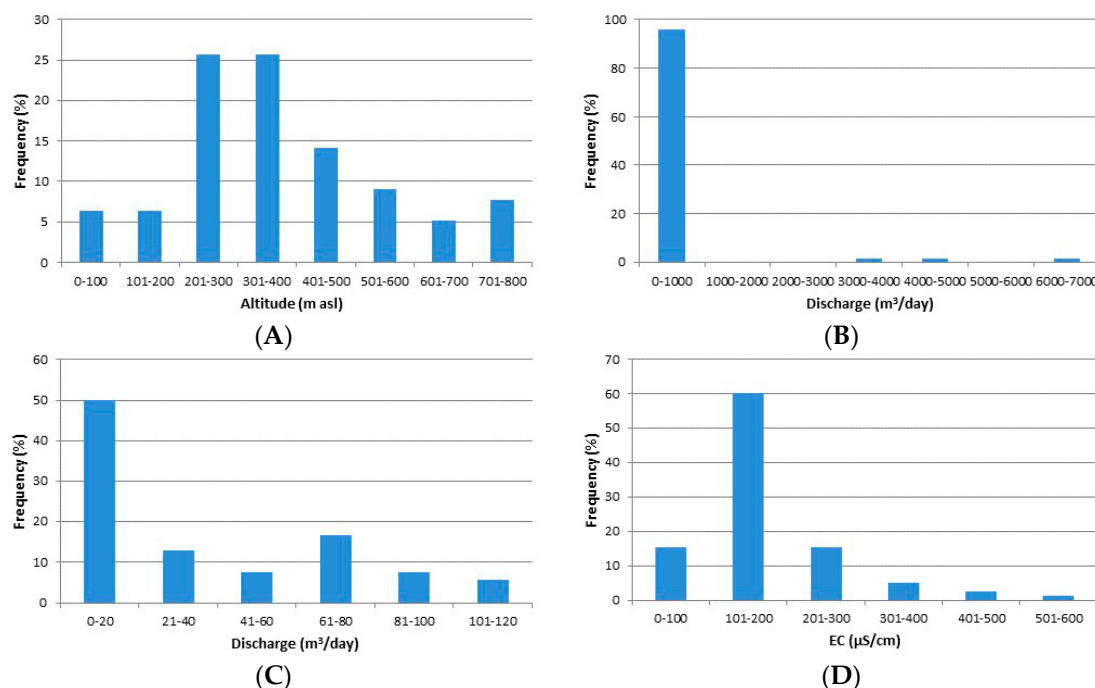 30
25
20
15
10
5
0
Frequency (%)
0-100 101-200 201-300 301-400 401-500 501-600 601-700 701-800
Altitude (m asl)
(A)
100
80
60
40
20
0
Frequency (%)
0-1000 1000-2000 2000-3000 3000-4000 4000-5000 5000-6000 6000-7000
Discharge (m³/day)
(B)
60
50
40
30
20
10
0
Frequency (%)
0-20 21-40 41-60 61-80 81-100 101-120
Discharge (m³/day)
(C)
70
60
50
40
30
20
10
0
Frequency (%)
0-100 101-200 201-300 301-400 401-500 501-600
EC (µS/cm)
(D)